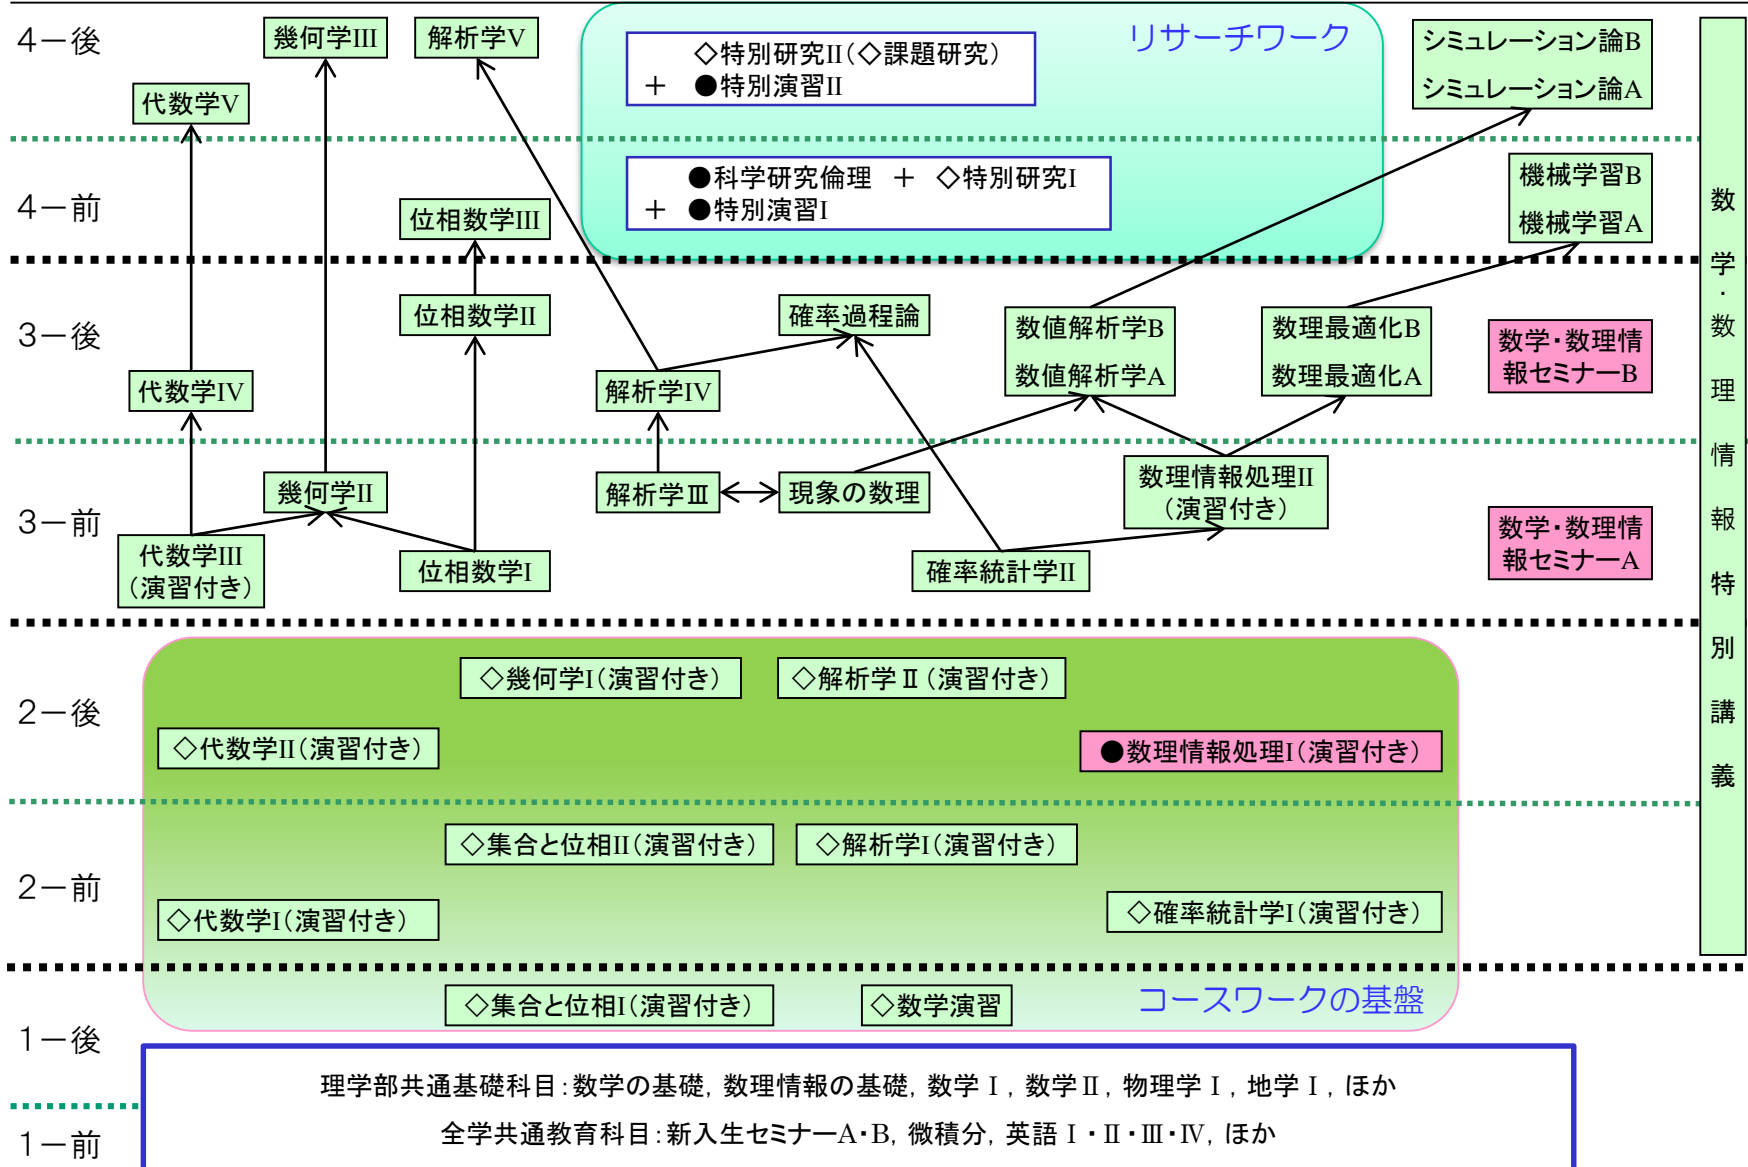 4－後
幾何学III
解析学V
◇特別研究II（◇課題研究）
＋ ●特別演習II
リサーチワーク
シミュレーション論B
シミュレーション論A
代数学V
4－前
位相数学III
●科学研究倫理 ＋ ◇特別研究I
＋ ●特別演習I
機械学習B
機械学習A
3－後
位相数学II
確率過程論
数値解析学B
数値解析学A
数理最適化B
数理最適化A
数学・数理情
報セミナーB
代数学IV
解析学IV
3－前
幾何学II
解析学Ⅲ
現象の数理
数理情報処理II
（演習付き）
数学・数理情
報セミナーA
代数学III
（演習付き）
位相数学I
確率統計学II
2－後
◇幾何学I（演習付き）
◇解析学Ⅱ（演習付き）
◇代数学II（演習付き）
●数理情報処理I（演習付き）
2－前
◇集合と位相II（演習付き）
◇解析学I（演習付き）
◇代数学I（演習付き）
◇確率統計学I（演習付き）
1－後
◇集合と位相I（演習付き）
◇数学演習
コースワークの基盤
理学部共通基礎科目：数学の基礎, 数理情報の基礎, 数学Ⅰ, 数学Ⅱ, 物理学Ⅰ, 地学Ⅰ, ほか
1－前
全学共通教育科目：新入生セミナーA・B, 微積分, 英語Ⅰ・Ⅱ・Ⅲ・Ⅳ, ほか
数学・数理情報特別講義